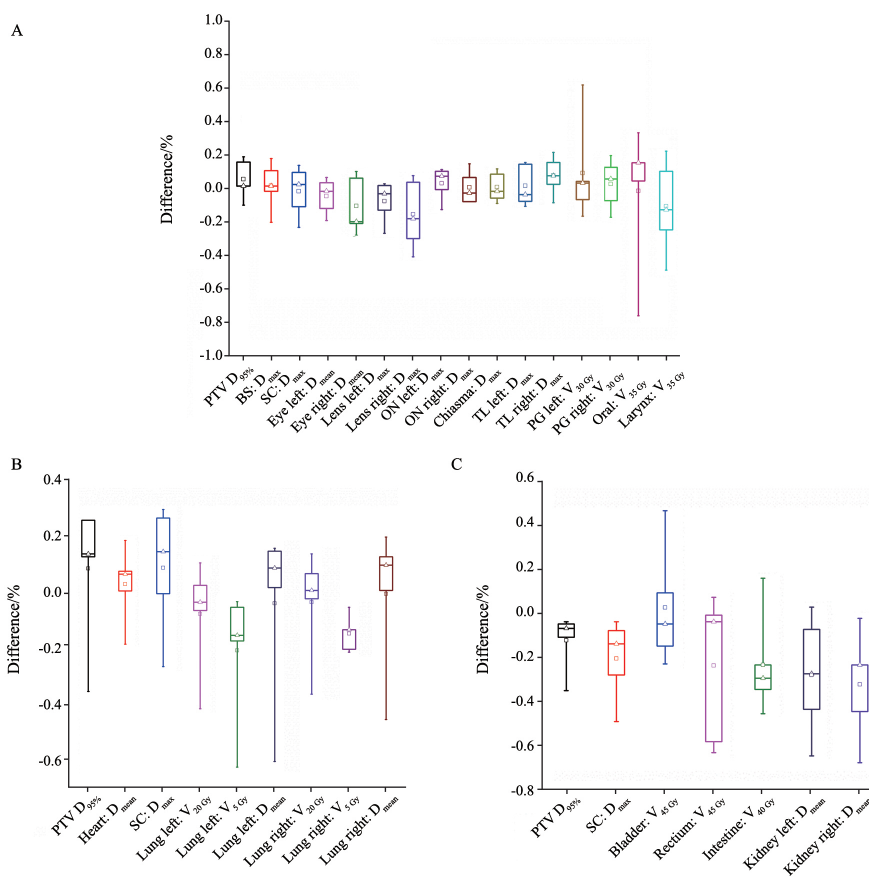 A
Difference/%
1.0
0.8
0.6
0.4
0.2
0.0
-0.2
-0.4
-0.6
-0.8
-1.0
PTV D95%
BS: Dmax
SC: Dmax
Eye left: Dmean
Eye right: Dmean
Lens left: Dmax
Lens right: Dmax
ON left: Dmax
ON right: Dmax
Chiasma: Dmax
TL left: Dmax
TL right: Dmax
PG left: V30 Gy
PG right: V30 Gy
Oral: V35 Gy
Larynx: V35 Gy
B
Difference/%
0.4
0.2
0.0
-0.2
-0.4
-0.6
PTV D95%
Heart: Dmean
SC: Dmax
Lung left: V20 Gy
Lung left: V5 Gy
Lung left: Dmean
Lung right: V20 Gy
Lung right: V5 Gy
Lung right: Dmean
C
Difference/%
0.6
0.4
0.2
0.0
-0.2
-0.4
-0.6
-0.8
PTV D95%
SC: Dmax
Bladder: V45 Gy
Rectium: V45 Gy
Intestine: V40 Gy
Kidney left: Dmean
Kidney right: Dmean